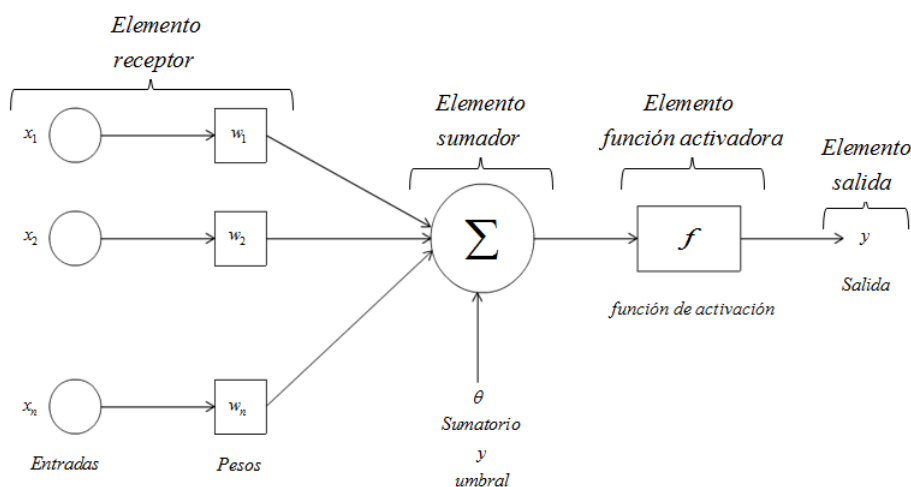 Elemento
receptor
Elemento
sumador
Elemento
función activadora
Elemento
salida
x₁
w₁
x₂
w₂
∑
f
y
Salida
función de activación
xₙ
wₙ
θ
Sumatorio
y
umbral
Entradas
Pesos